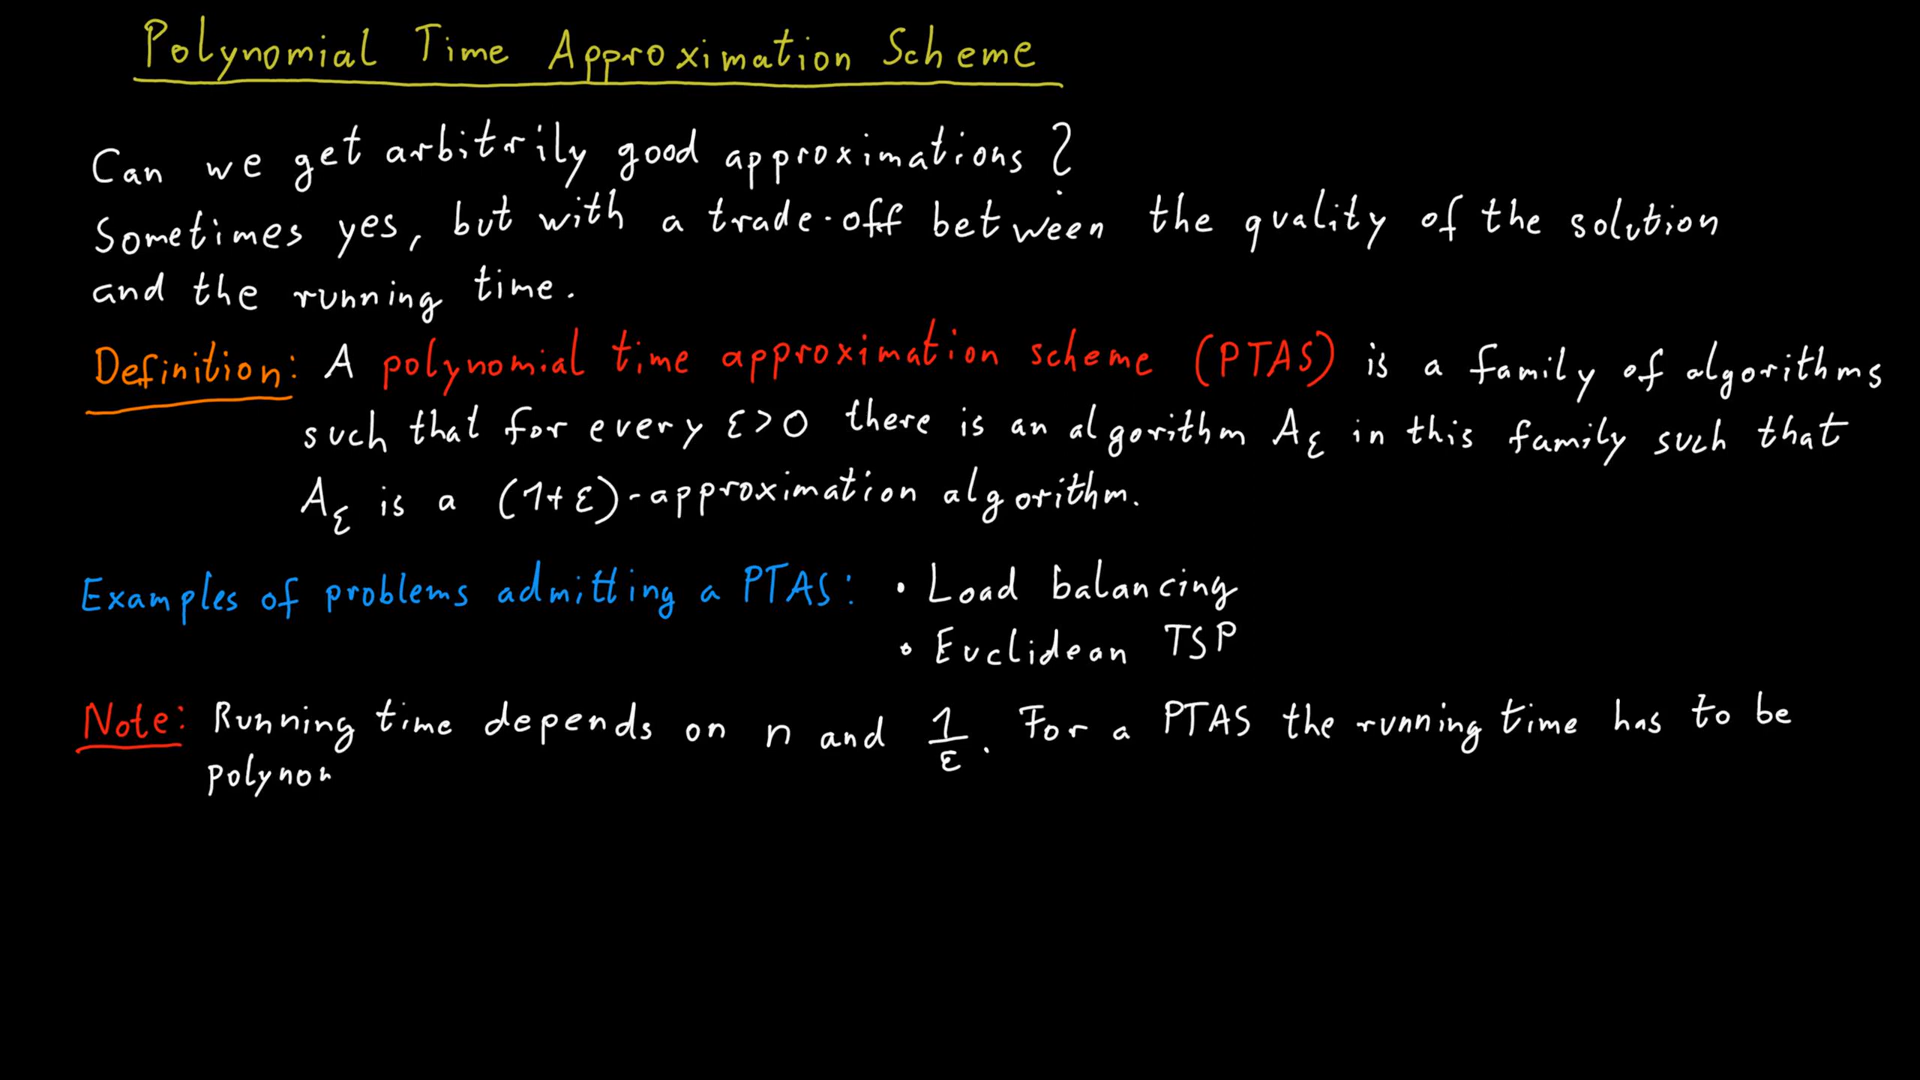 Polynomial Time Approximation Scheme
Can we get arbitrily good approximations?
Sometimes yes, but with a trade-off between the quality of the solution
and the running time.
Definition: A polynomial time approximation scheme (PTAS) is a family of algorithms
such that for every ε>0 there is an algorithm A_ε in this family such that
A_ε is a (1+ε)-approximation algorithm.
Examples of problems admitting a PTAS: • Load balancing
• Euclidean TSP
Note: Running time depends on n and 1/ε. For a PTAS the running time has to be
polynon